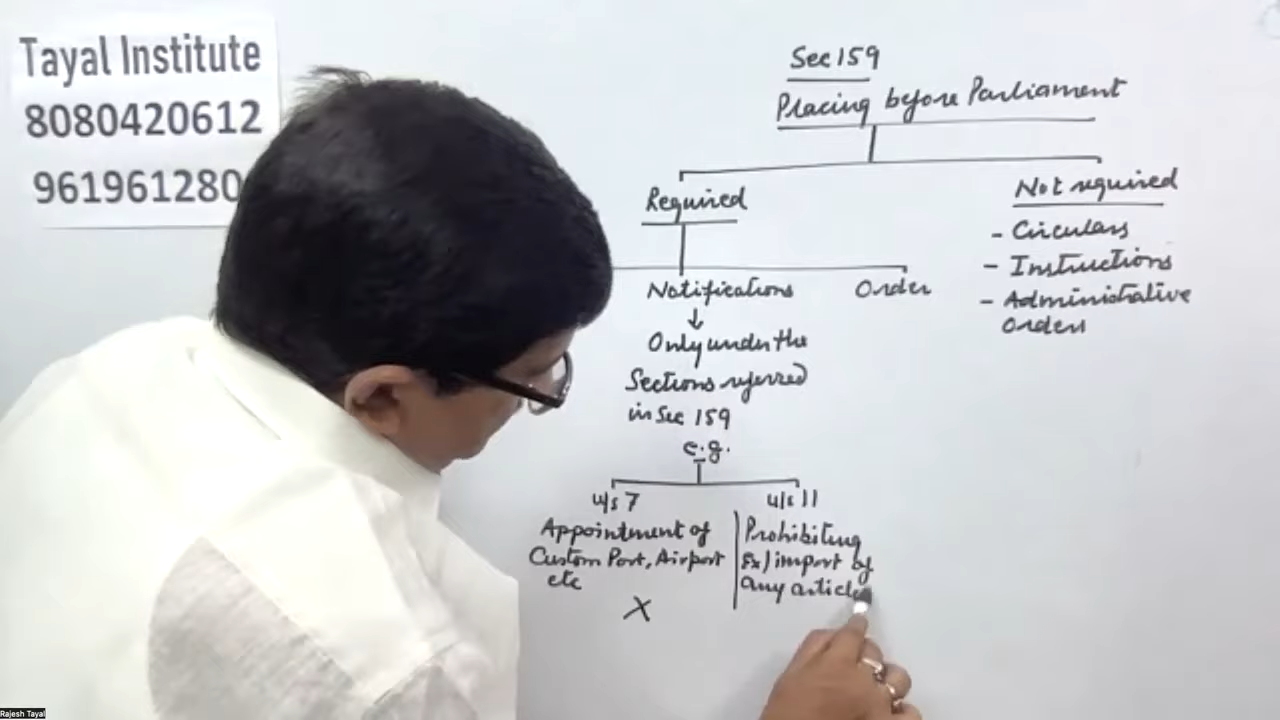 Tayal Institute
8080420612
961961280
Sec 159
Placing before Parliament
Required
Not required
- Circulars
- Instructions
- Administrative
Orders
Notifications
Order
↓
Only under the
Sections referred
in Sec 159
e.g.
u/s 7
u/s 11
Appointment of
Custom Port, Airport
etc
X
Prohibiting
Ex/import of
any article
Rajesh Tayal